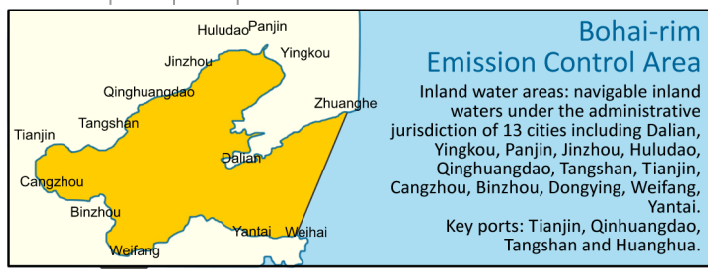 Huludao
Panjin
Jinzhou
Yingkou
Qinghuangdao
Zhuanghe
Tangshan
Tianjin
Dalian
Cangzhou
Binzhou
Yantai
Weihai
Weifang
Bohai-rim
Emission Control Area
Inland water areas: navigable inland
waters under the administrative
jurisdiction of 13 cities including Dalian,
Yingkou, Panjin, Jinzhou, Huludao,
Qinghuangdao, Tangshan, Tianjin,
Cangzhou, Binzhou, Dongying, Weifang,
Yantai.
Key ports: Tianjin, Qinhuangdao,
Tangshan and Huanghua.